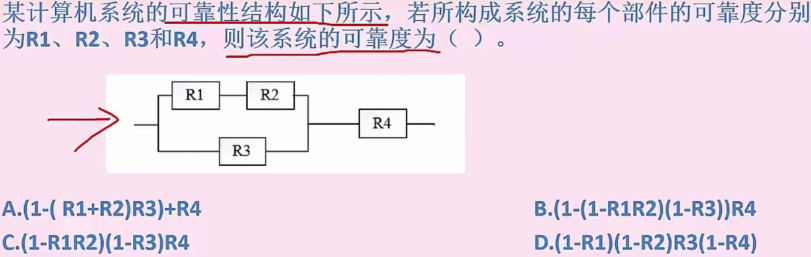 某计算机系统的可靠性结构如下所示，若所构成系统的每个部件的可靠度分别
为R1、R2、R3和R4，则该系统的可靠度为（ ）。
R1 R2
R4
R3
A.(1-( R1+R2)R3)+R4 B.(1-(1-R1R2)(1-R3))R4
C.(1-R1R2)(1-R3)R4 D.(1-R1)(1-R2)R3(1-R4)